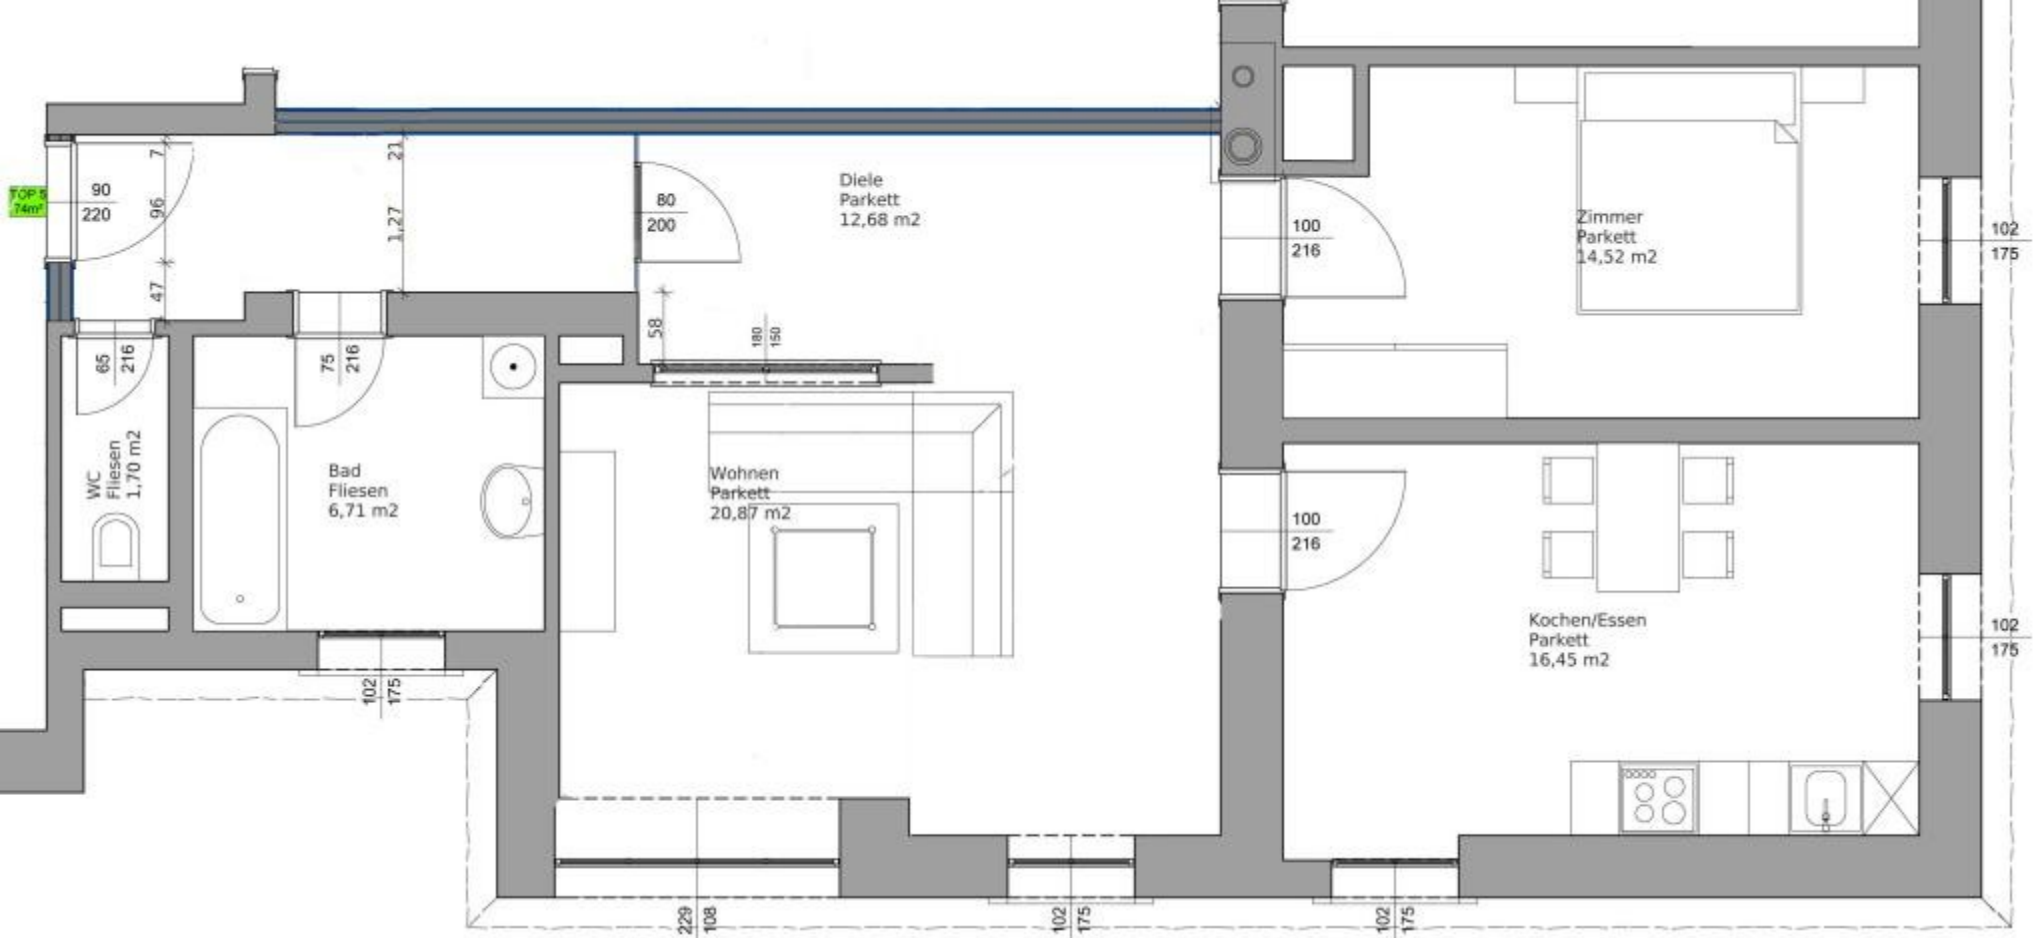 TOP 5
74m²
90
220
7
96
47
21
1,27
80
200
Diele
Parkett
12,68 m2
100
216
Zimmer
Parkett
14,52 m2
102
175
65
216
75
216
58
180
150
WC
Fliesen
1,70 m2
Bad
Fliesen
6,71 m2
Wohnen
Parkett
20,87 m2
100
216
Kochen/Essen
Parkett
16,45 m2
102
175
102
175
229
108
102
175
102
175